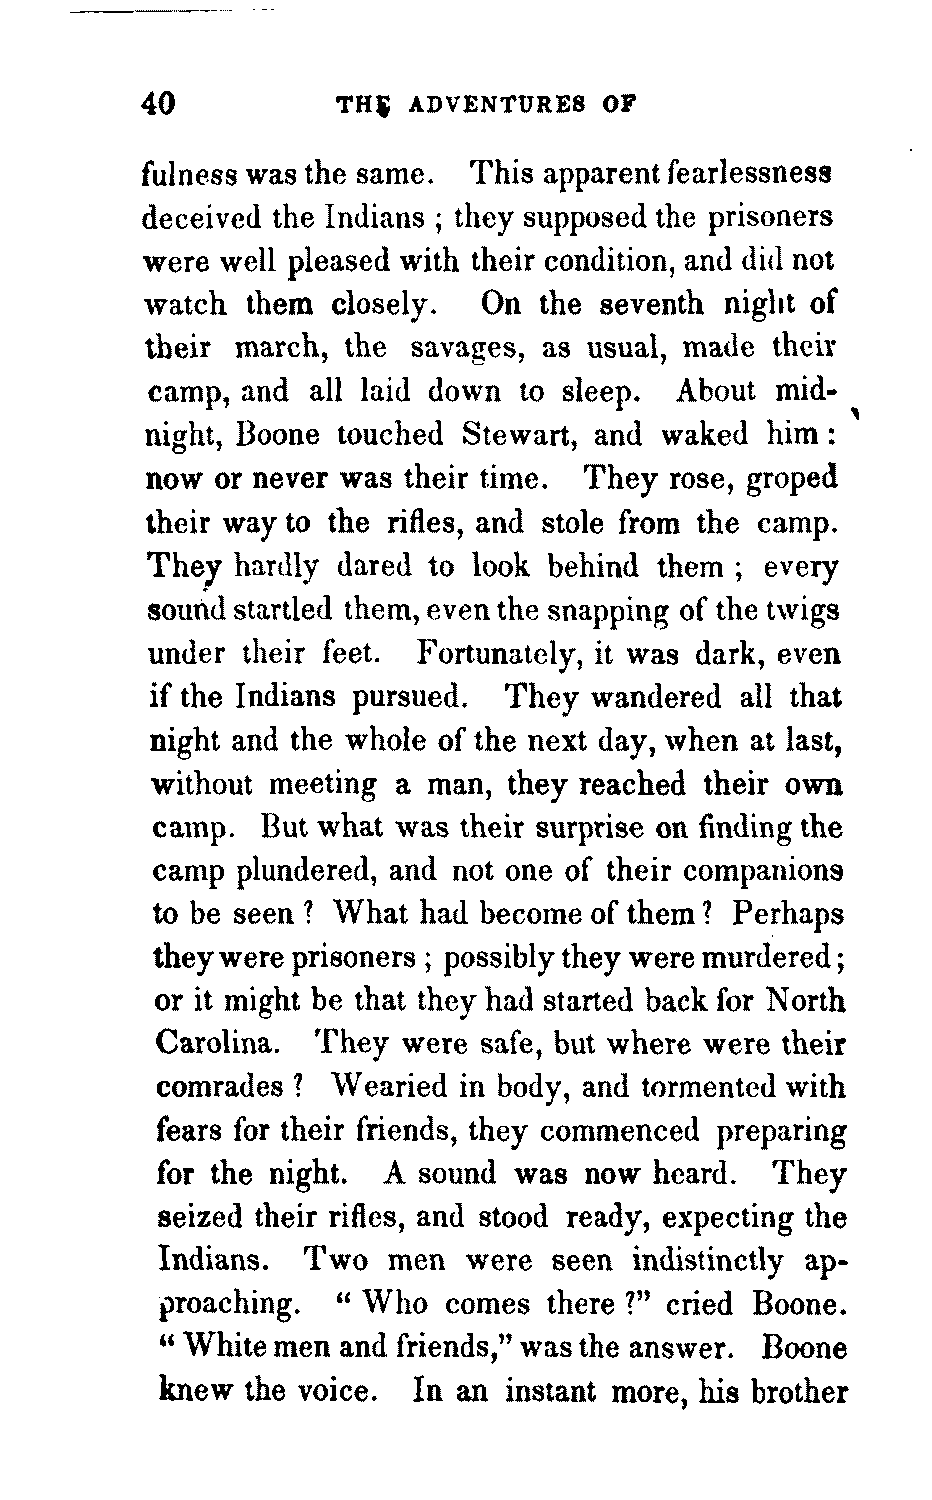 40 THE ADVENTURES OF
fulness was the same. This apparent fearlessness
deceived the Indians ; they supposed the prisoners
were well pleased with their condition, and did not
watch them closely. On the seventh night of
their march, the savages, as usual, made their
camp, and all laid down to sleep. About mid-
night, Boone touched Stewart, and waked him :
now or never was their time. They rose, groped
their way to the rifles, and stole from the camp.
They hardly dared to look behind them ; every
sound startled them, even the snapping of the twigs
under their feet. Fortunately, it was dark, even
if the Indians pursued. They wandered all that
night and the whole of the next day, when at last,
without meeting a man, they reached their own
camp. But what was their surprise on finding the
camp plundered, and not one of their companions
to be seen ? What had become of them ? Perhaps
they were prisoners ; possibly they were murdered ;
or it might be that they had started back for North
Carolina. They were safe, but where were their
comrades ? Wearied in body, and tormented with
fears for their friends, they commenced preparing
for the night. A sound was now heard. They
seized their rifles, and stood ready, expecting the
Indians. Two men were seen indistinctly ap-
proaching. " Who comes there ?" cried Boone.
" White men and friends," was the answer. Boone
knew the voice. In an instant more, his brother